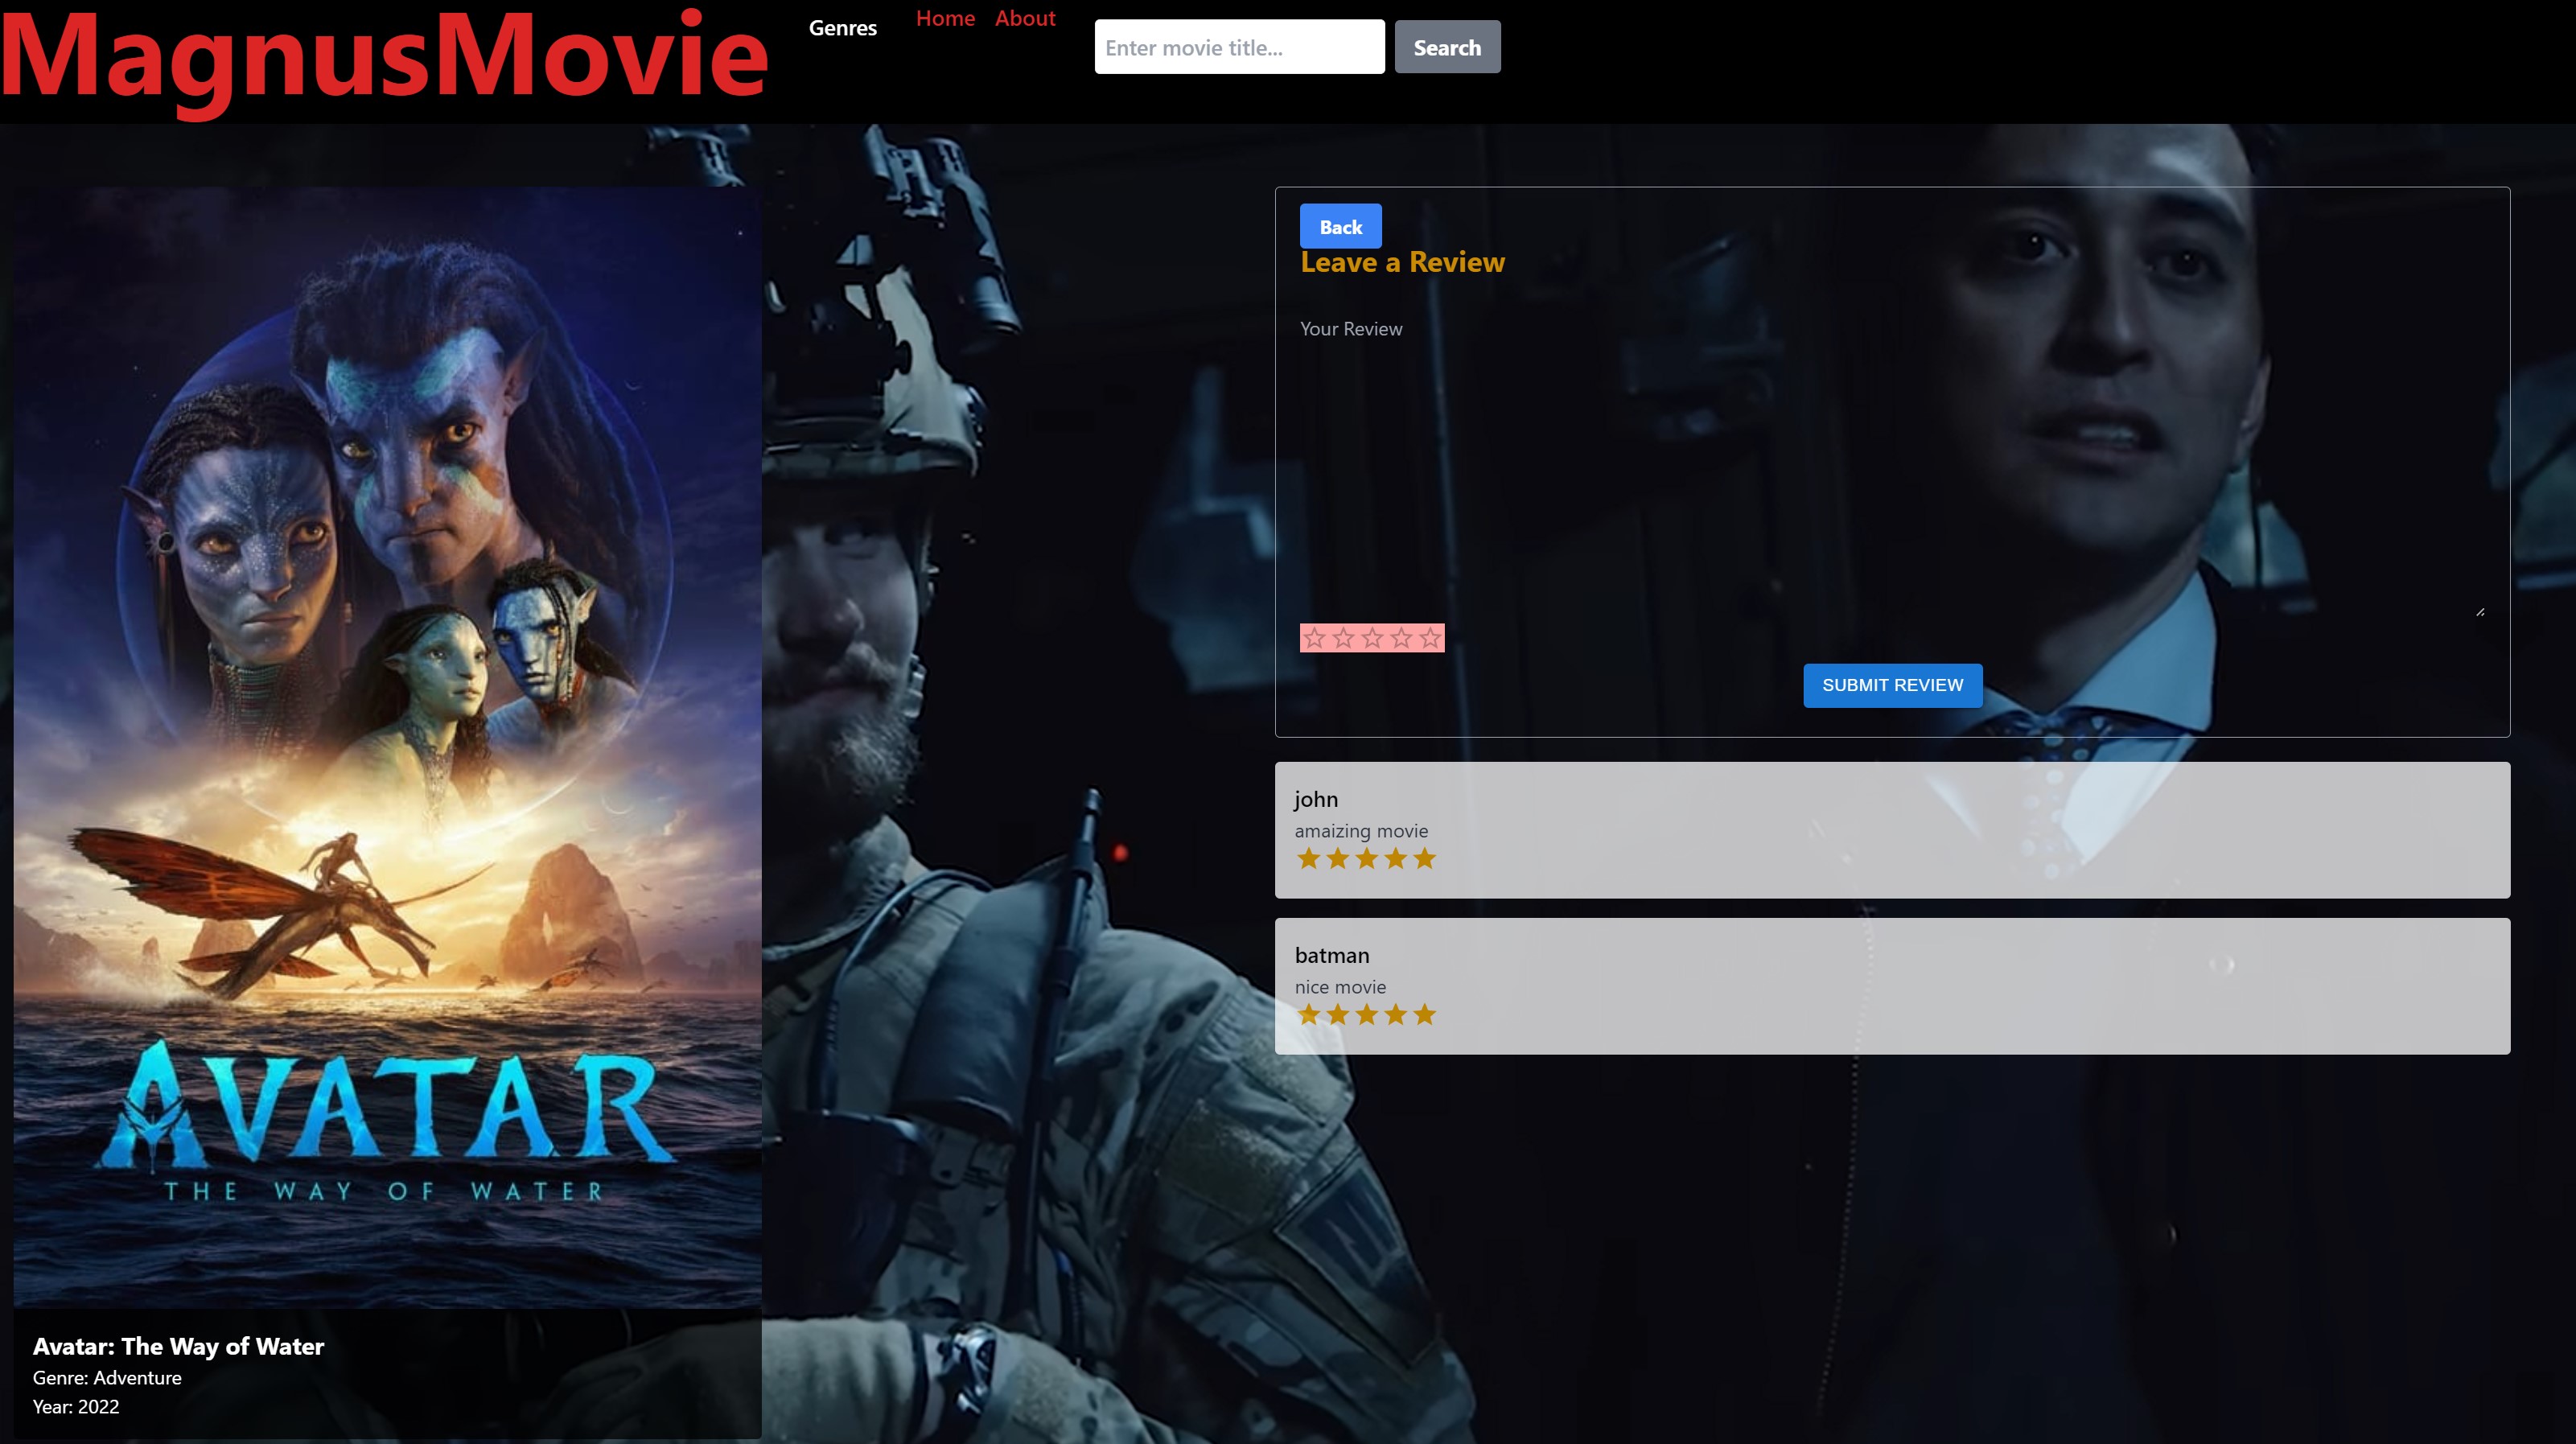 MagnusMovie
Genres
Home
About
Enter movie title...
Search
Back
Leave a Review
Your Review
SUBMIT REVIEW
john
amaizing movie
batman
nice movie
AVATAR
THE WAY OF WATER
Avatar: The Way of Water
Genre: Adventure
Year: 2022